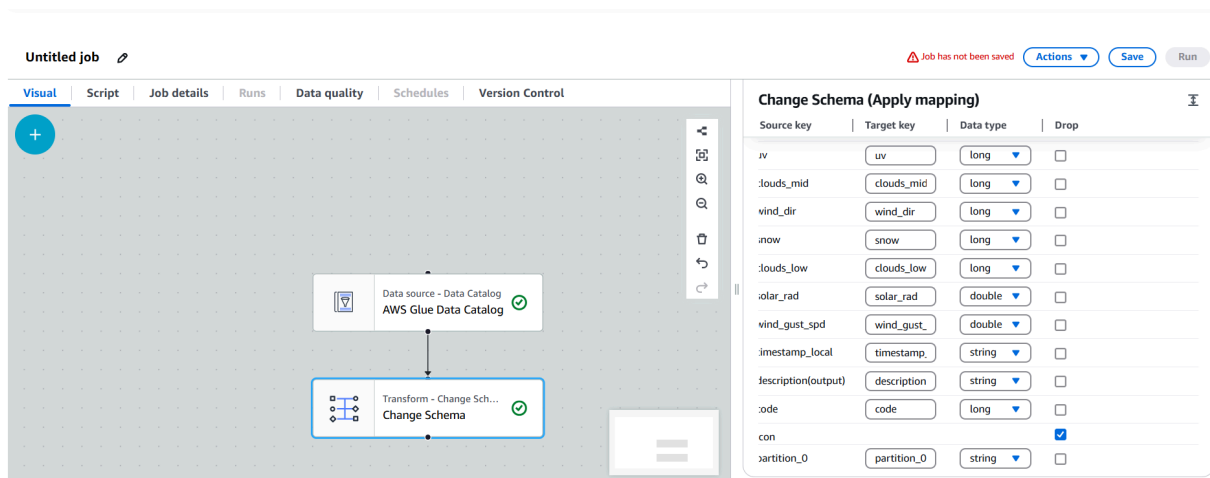 Untitled job
Job has not been saved
Actions
Save
Run
Visual
Script
Job details
Runs
Data quality
Schedules
Version Control
Data source - Data Catalog
AWS Glue Data Catalog
Transform - Change Sch...
Change Schema
Change Schema (Apply mapping)
Source key Target key Data type Drop
uv uv long
clouds_mid clouds_mid long
wind_dir wind_dir long
snow snow long
clouds_low clouds_low long
solar_rad solar_rad double
wind_gust_spd wind_gust_ double
timestamp_local timestamp_ string
description(output) description string
code code long
icon
partition_0 partition_0 string